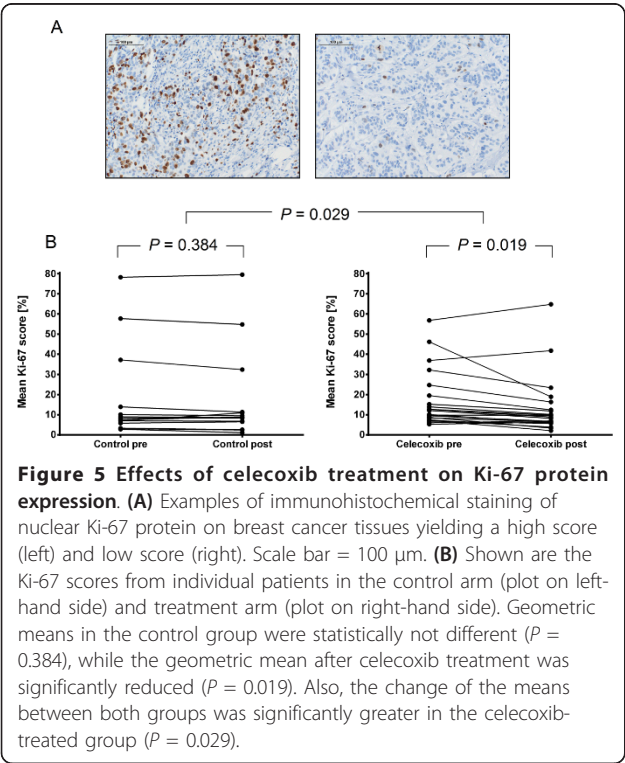 A
P = 0.029
B
P = 0.384
P = 0.019
Mean Ki-67 score [%]
80
70
60
50
40
30
20
10
0
Control pre
Control post
Mean Ki-67 score [%]
80
70
60
50
40
30
20
10
0
Celecoxib pre
Celecoxib post
Figure 5 Effects of celecoxib treatment on Ki-67 protein
expression. (A) Examples of immunohistochemical staining of
nuclear Ki-67 protein on breast cancer tissues yielding a high score
(left) and low score (right). Scale bar = 100 μm. (B) Shown are the
Ki-67 scores from individual patients in the control arm (plot on left-
hand side) and treatment arm (plot on right-hand side). Geometric
means in the control group were statistically not different (P =
0.384), while the geometric mean after celecoxib treatment was
significantly reduced (P = 0.019). Also, the change of the means
between both groups was significantly greater in the celecoxib-
treated group (P = 0.029).